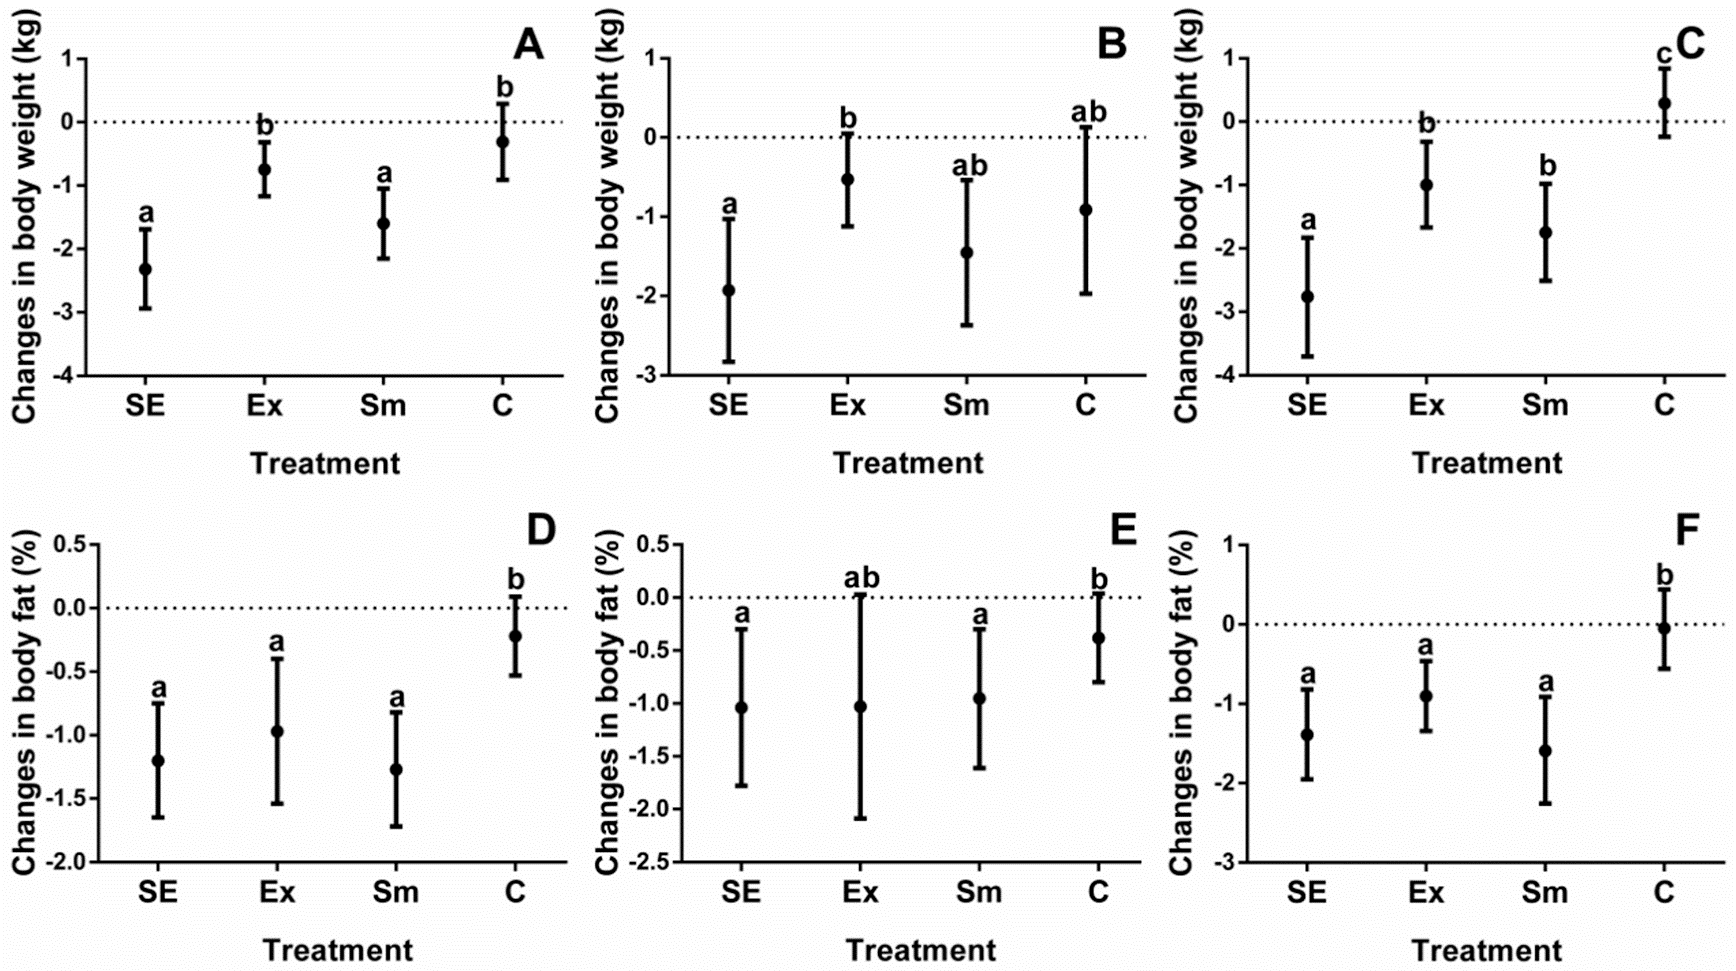 A
Changes in body weight (kg)
1
0
-1
-2
-3
-4
a
b
a
b
SE Ex Sm C
Treatment
B
Changes in body weight (kg)
1
0
-1
-2
-3
a
b
ab
ab
SE Ex Sm C
Treatment
C
Changes in body weight (kg)
1
0
-1
-2
-3
-4
a
b
b
c
SE Ex Sm C
Treatment
D
Changes in body fat (%)
0.5
0.0
-0.5
-1.0
-1.5
-2.0
a
a
a
b
SE Ex Sm C
Treatment
E
Changes in body fat (%)
0.5
0.0
-0.5
-1.0
-1.5
-2.0
-2.5
a
ab
a
b
SE Ex Sm C
Treatment
F
Changes in body fat (%)
1
0
-1
-2
-3
a
a
a
b
SE Ex Sm C
Treatment